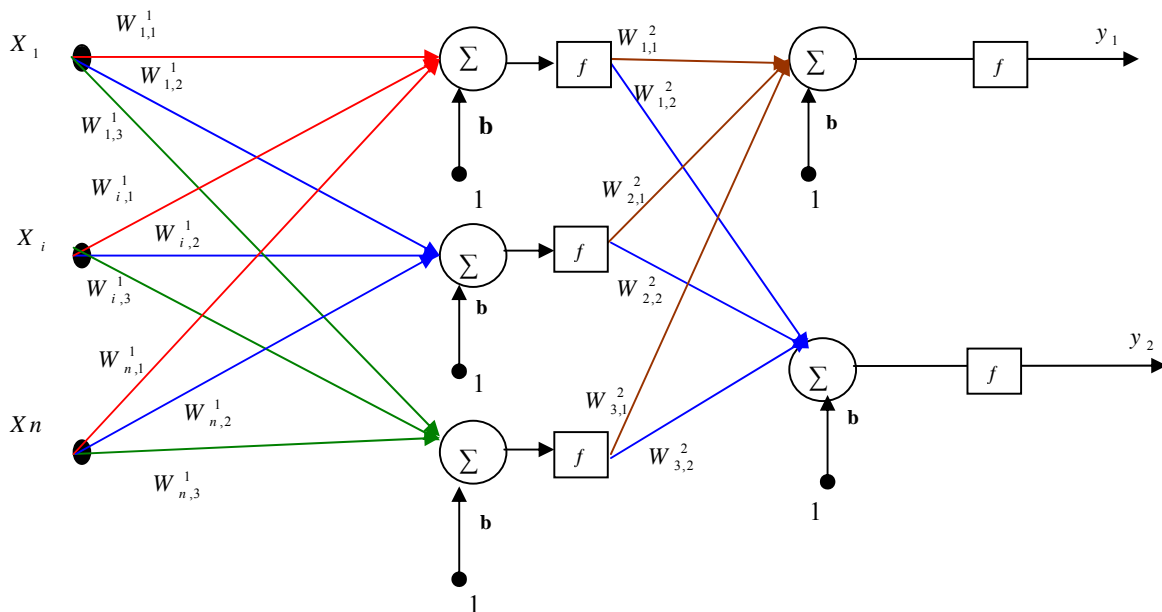 X 1
W 1,1 1
W 1,2 1
W 1,3 1
Σ
f
b
1
W 1,1 2
W 1,2 2
Σ
f
b
1
y 1
X i
W i,1 1
W i,2 1
W i,3 1
Σ
f
b
1
W 2,1 2
W 2,2 2
Σ
f
b
1
y 2
X n
W n,1 1
W n,2 1
W n,3 1
Σ
f
b
1
W 3,1 2
W 3,2 2